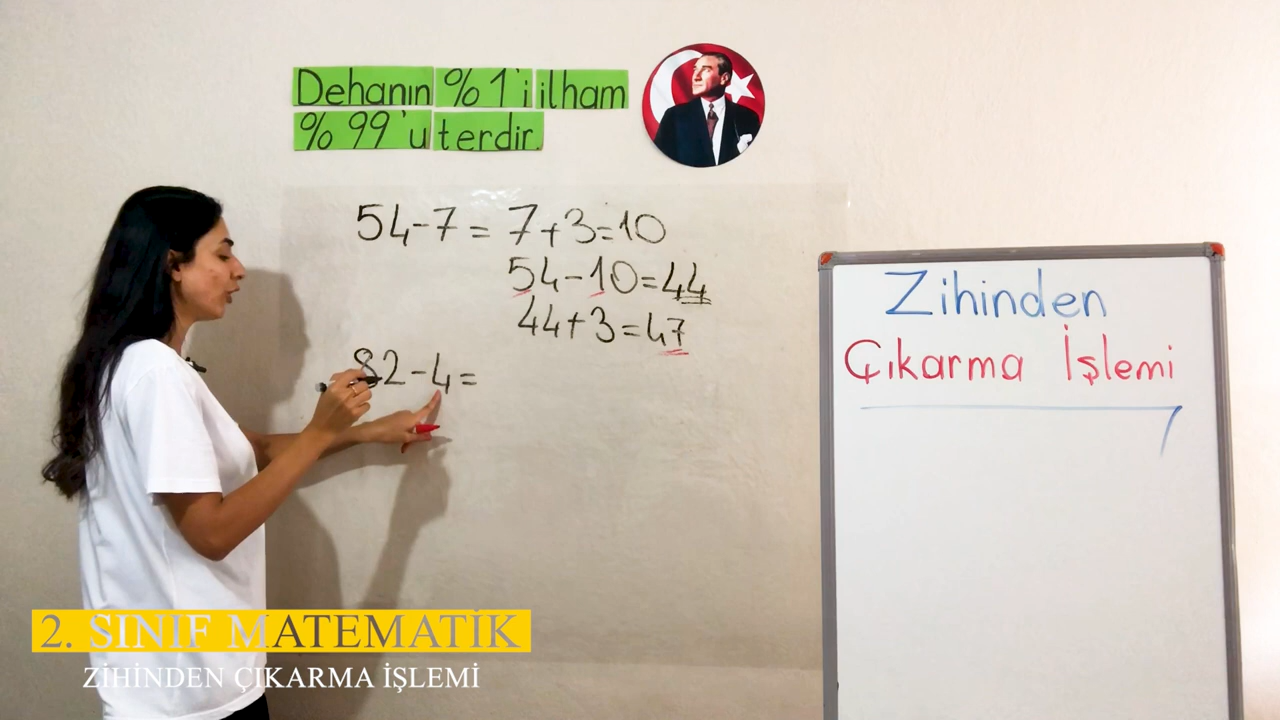 Dehanın %1'i ilham
%99'u terdir.
54-7= 7+3=10
54-10=44
44+3=47
82-4=
Zihinden
Çıkarma İşlemi
2. SINIF MATEMATİK
ZİHİNDEN ÇIKARMA İŞLEMİ